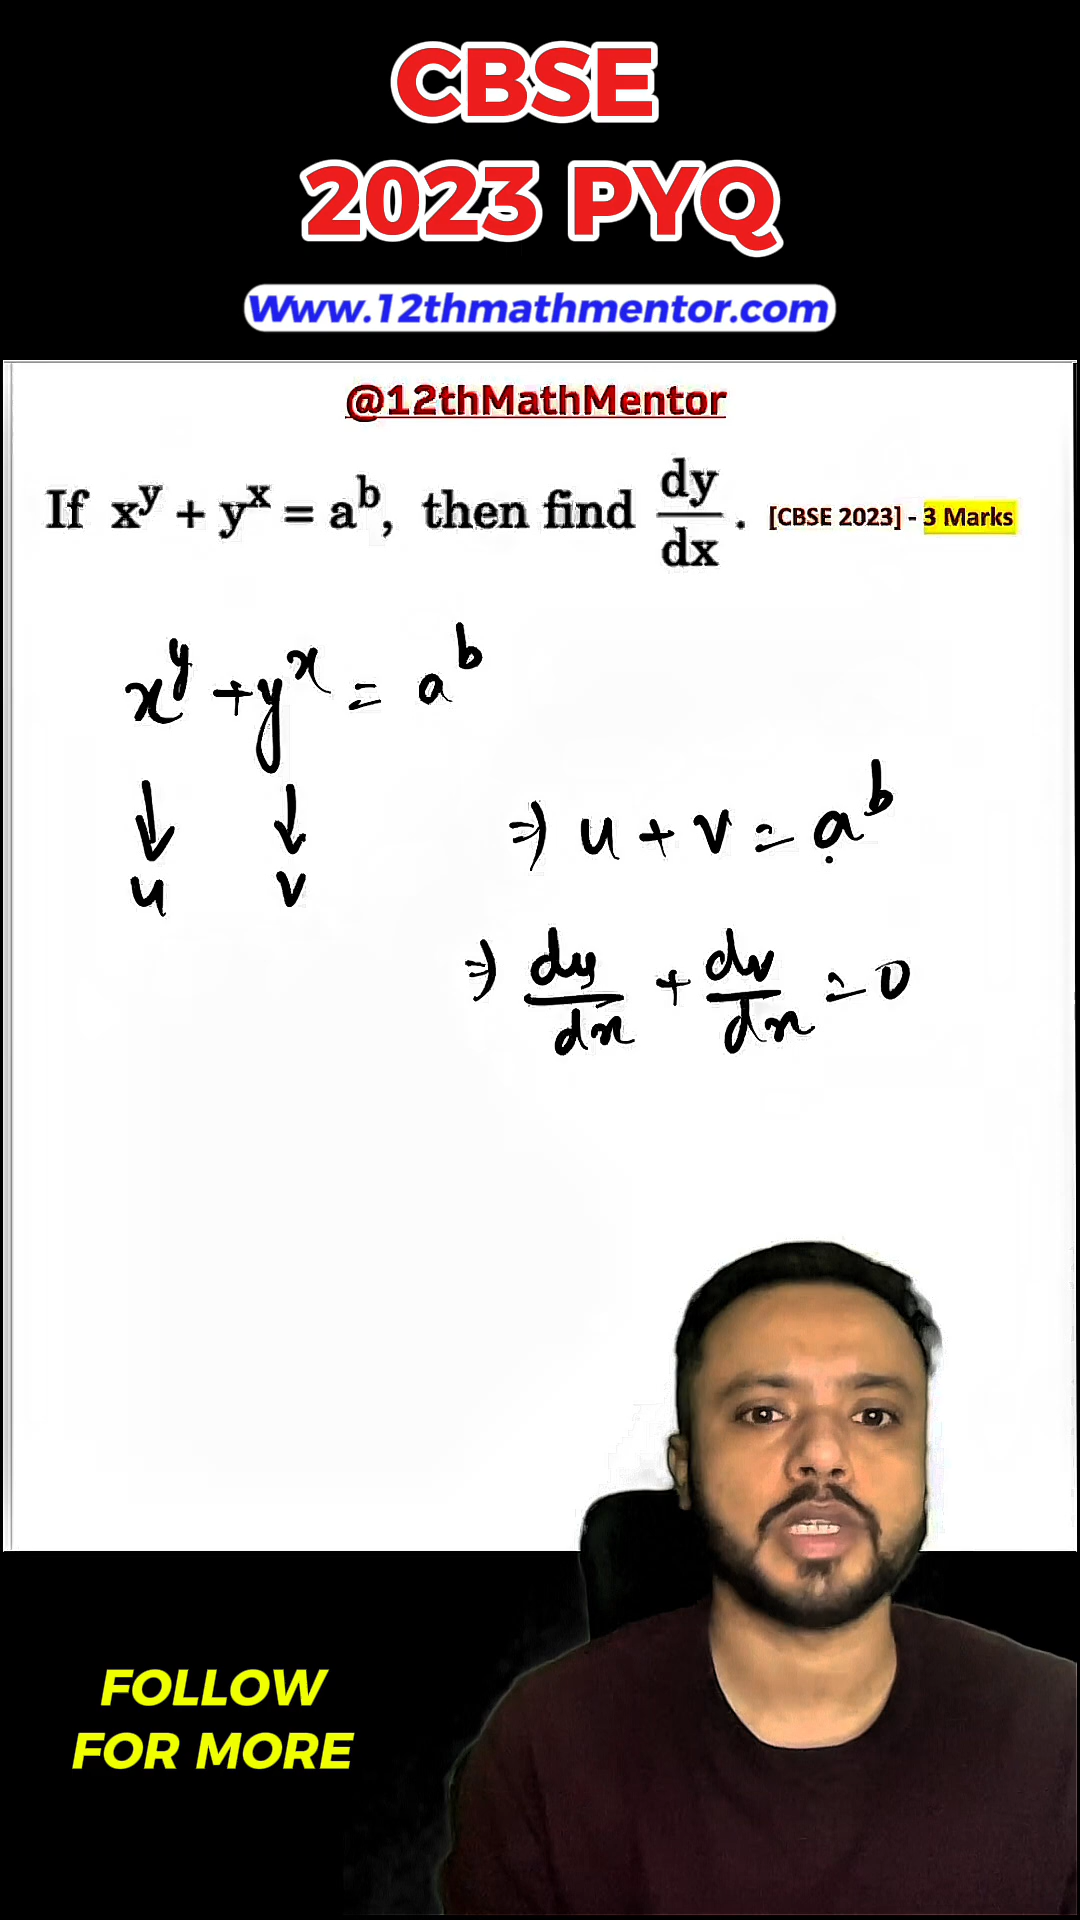 CBSE
2023 PYQ
Www.12thmathmentor.com
@12thMathMentor
If x^y + y^x = a^b, then find dy/dx. [CBSE 2023] - 3 Marks
x^y + y^x = a^b
↓ ↓
u v
⇒ u + v = a^b
⇒ du/dx + dv/dx = 0
FOLLOW
FOR MORE